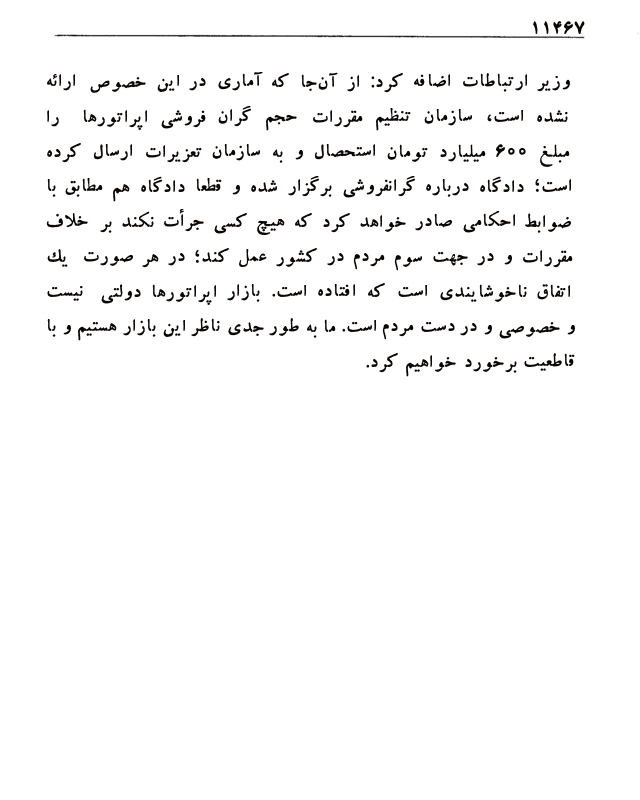 ۱۱۴۶۷
وزیر ارتباطات اضافه کرد: از آن‌جا که آماری در این خصوص ارائه
نشده است، سازمان تنظیم مقررات حجم گران فروشی اپراتورها را
مبلغ ۶۰۰ میلیارد تومان استحصال و به سازمان تعزیرات ارسال کرده
است؛ دادگاه درباره گرانفروشی برگزار شده و قطعا دادگاه هم مطابق با
ضوابط احکامی صادر خواهد کرد که هیچ کسی جرأت نکند بر خلاف
مقررات و در جهت سوم مردم در کشور عمل کند؛ در هر صورت یك
اتفاق ناخوشایندی است که افتاده است. بازار اپراتورها دولتی نیست
و خصوصی و در دست مردم است. ما به طور جدی ناظر این بازار هستیم و با
قاطعیت برخورد خواهیم کرد.